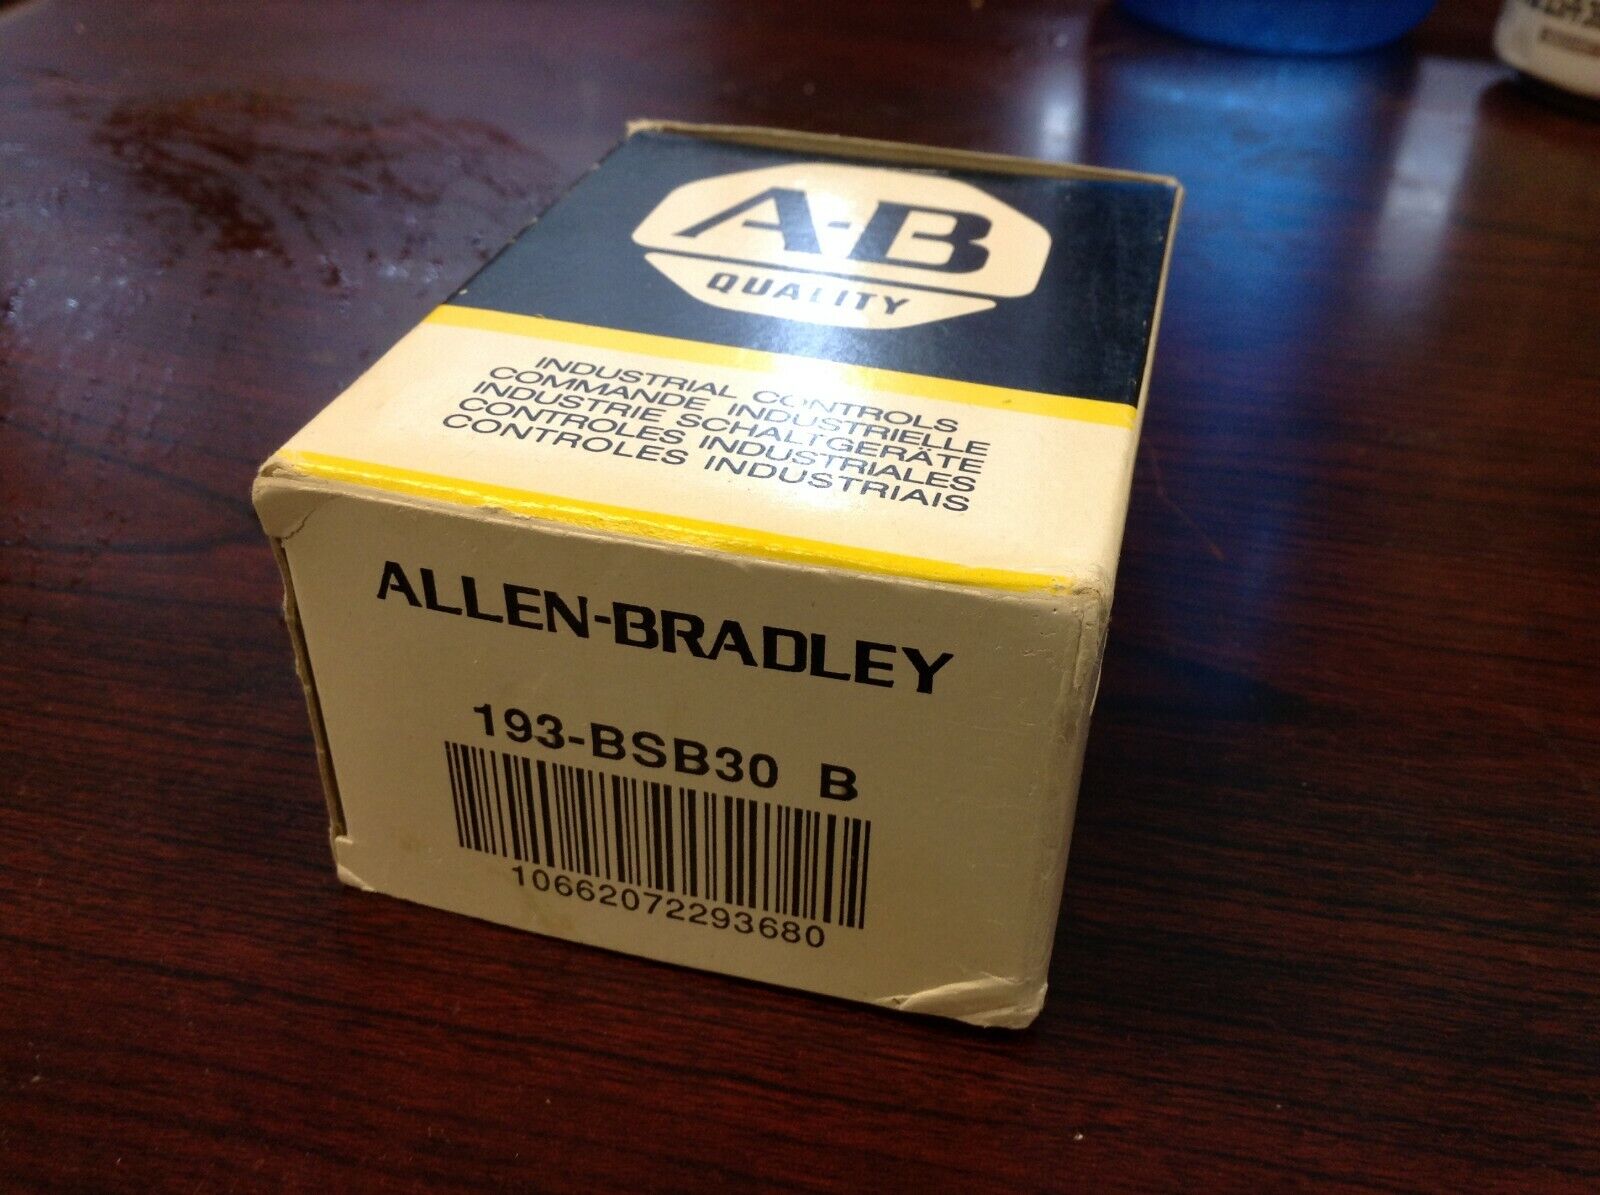 A-B
QUALITY
INDUSTRIAL CONTROLS
COMMANDE INDUSTRIELLE
INDUSTRIE SCHALTGERÄTE
CONTROLES INDUSTRIALES
CONTROLES INDUSTRIAIS
ALLEN-BRADLEY
193-BSB30 B
10662072293680